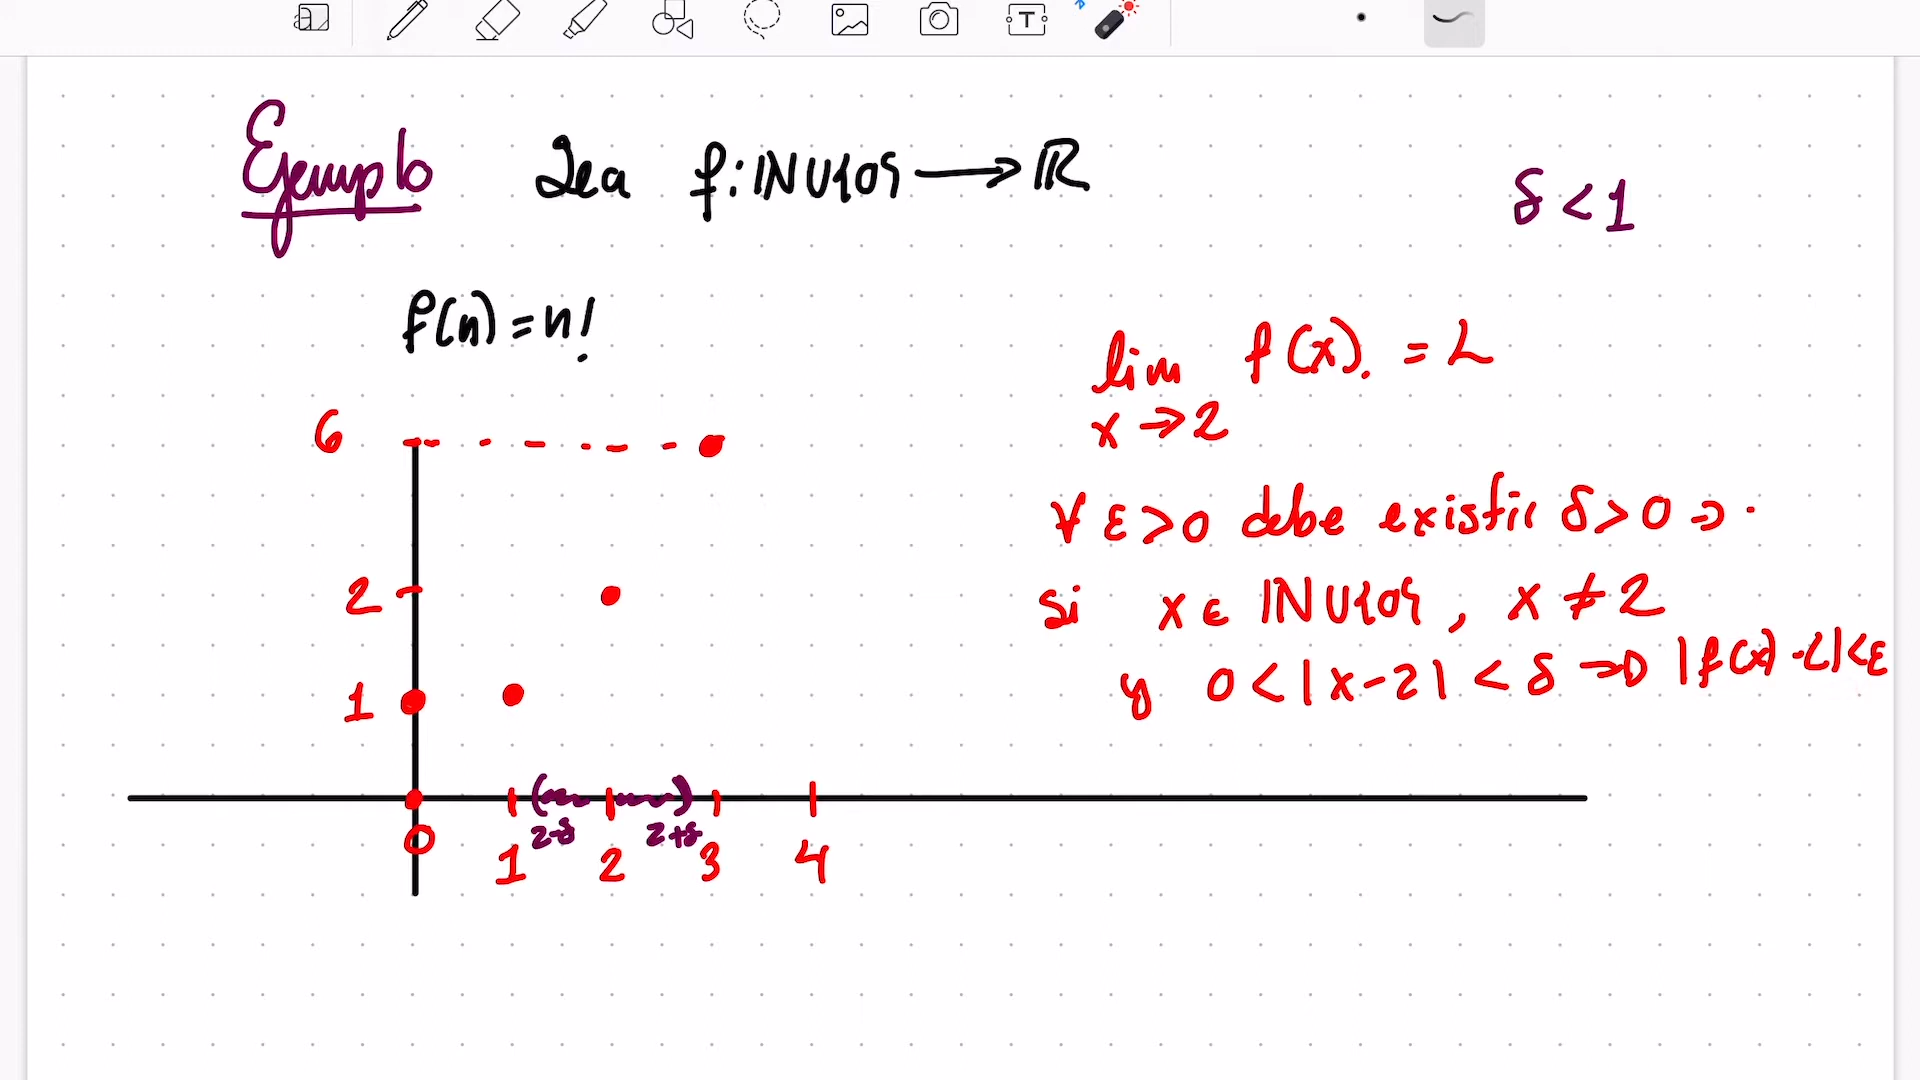 Ejemplo Sea f: ℕ∪{0} ⟶ ℝ
δ < 1
f(n) = n!
lim f(x). = L
x → 2
∀ ε > 0 debe existir δ > 0 ⇒ ·
si x ∈ ℕ∪{0}, x ≠ 2
y 0 < |x-2| < δ ⇒ |f(x)-L| < ε
6
2
1
2-δ 2+δ
0 1 2 3 4